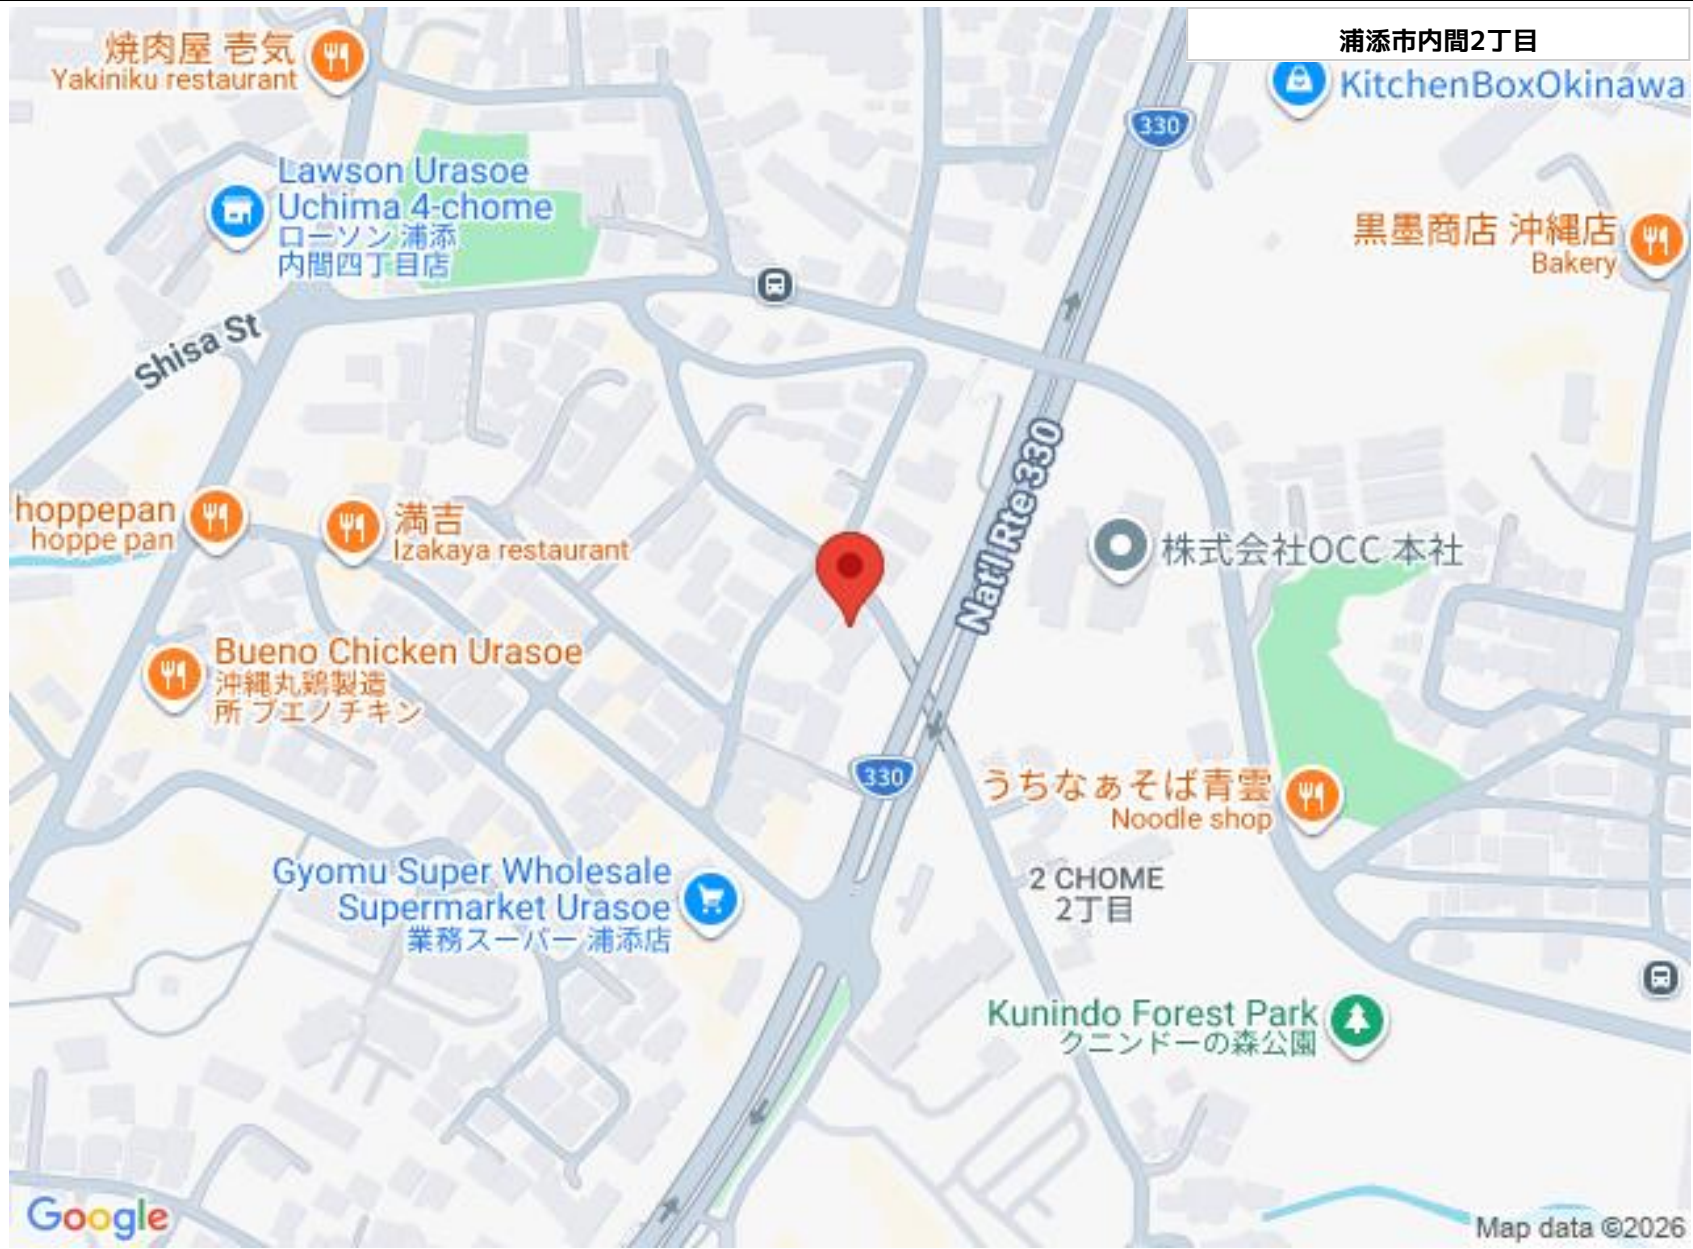 浦添市内間2丁目
焼肉屋 壱気
Yakiniku restaurant
330
KitchenBoxOkinawa
Lawson Urasoe
Uchima 4-chome
ローソン 浦添
内間四丁目店
黒墨商店 沖縄店
Bakery
Shisa St
Nat'l Rte 330
hoppepan
hoppe pan
満吉
Izakaya restaurant
株式会社OCC 本社
Bueno Chicken Urasoe
沖縄丸鶏製造
所 ブエノチキン
330
うちなぁそば青雲
Noodle shop
Gyomu Super Wholesale
Supermarket Urasoe
業務スーパー 浦添店
2 CHOME
2丁目
Kunindo Forest Park
クニンドーの森公園
Google
Map data ©2026